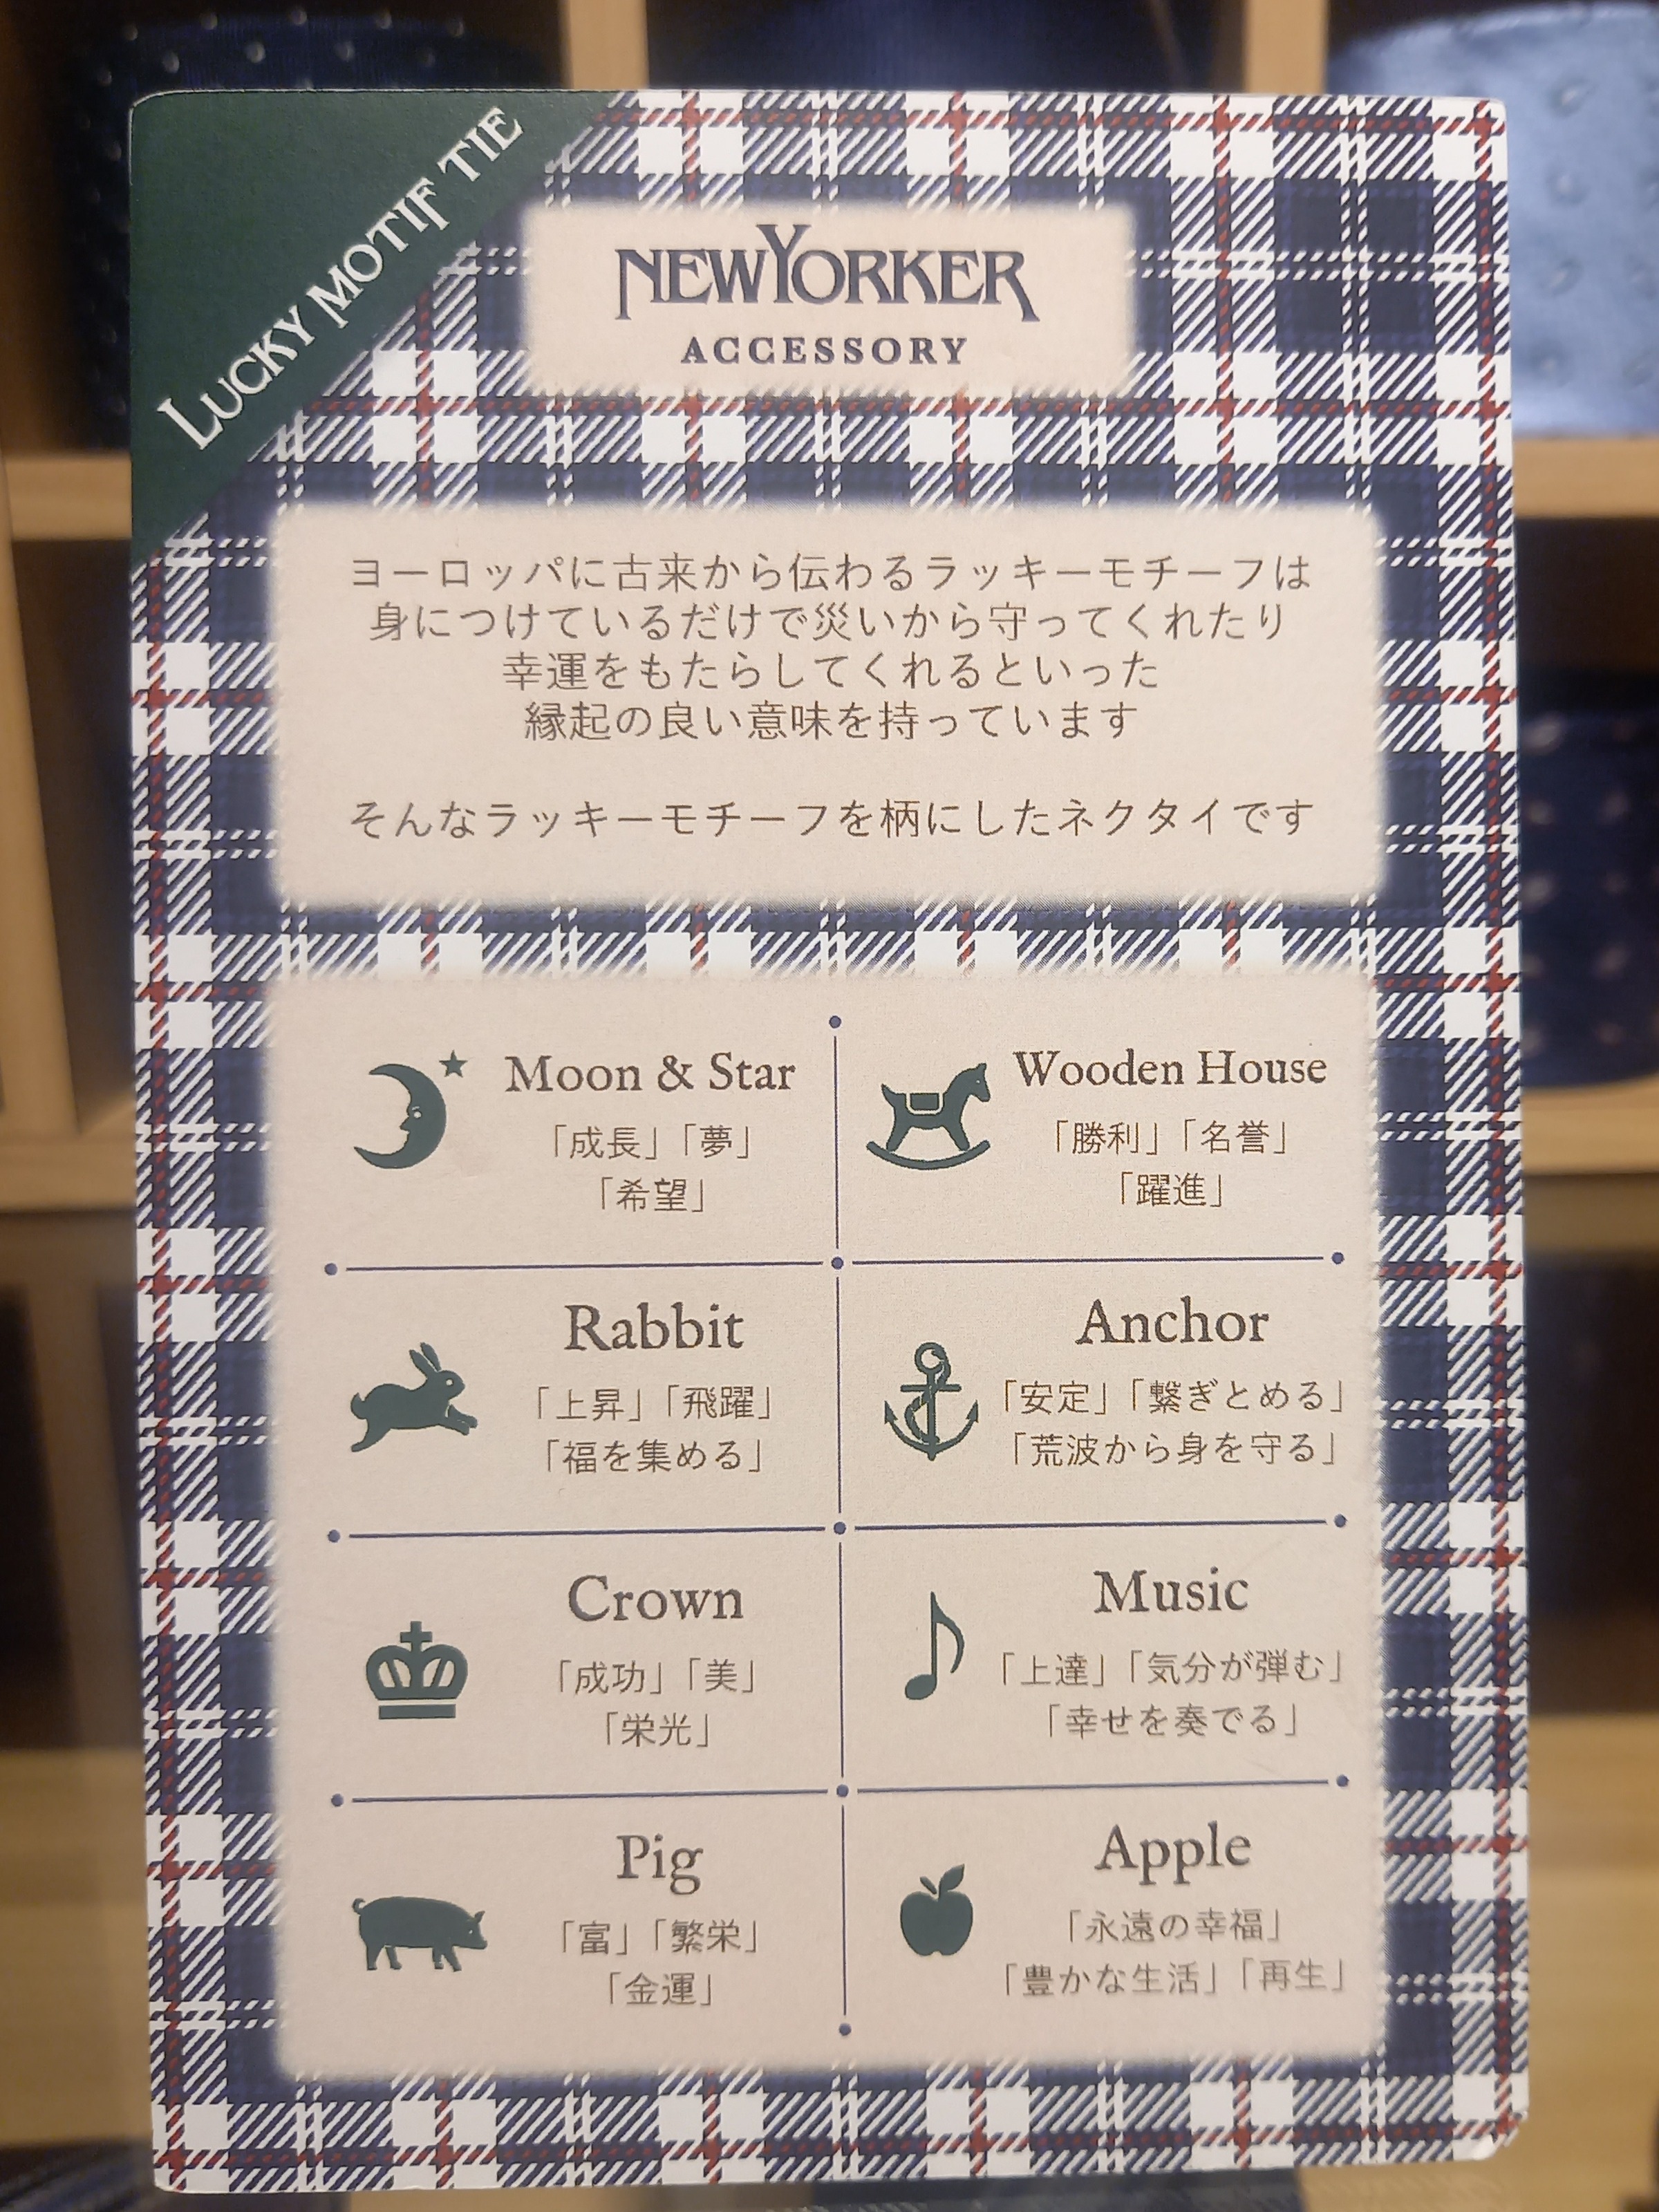 LUCKY MOTIF TIE
NEWYORKER
ACCESSORY
ヨーロッパに古来から伝わるラッキーモチーフは
身につけているだけで災いから守ってくれたり
幸運をもたらしてくれるといった
縁起の良い意味を持っています
そんなラッキーモチーフを柄にしたネクタイです
Moon & Star
「成長」「夢」
「希望」
Wooden House
「勝利」「名誉」
「躍進」
Rabbit
「上昇」「飛躍」
「福を集める」
Anchor
「安定」「繋ぎとめる」
「荒波から身を守る」
Crown
「成功」「美」
「栄光」
Music
「上達」「気分が弾む」
「幸せを奏でる」
Pig
「富」「繁栄」
「金運」
Apple
「永遠の幸福」
「豊かな生活」「再生」